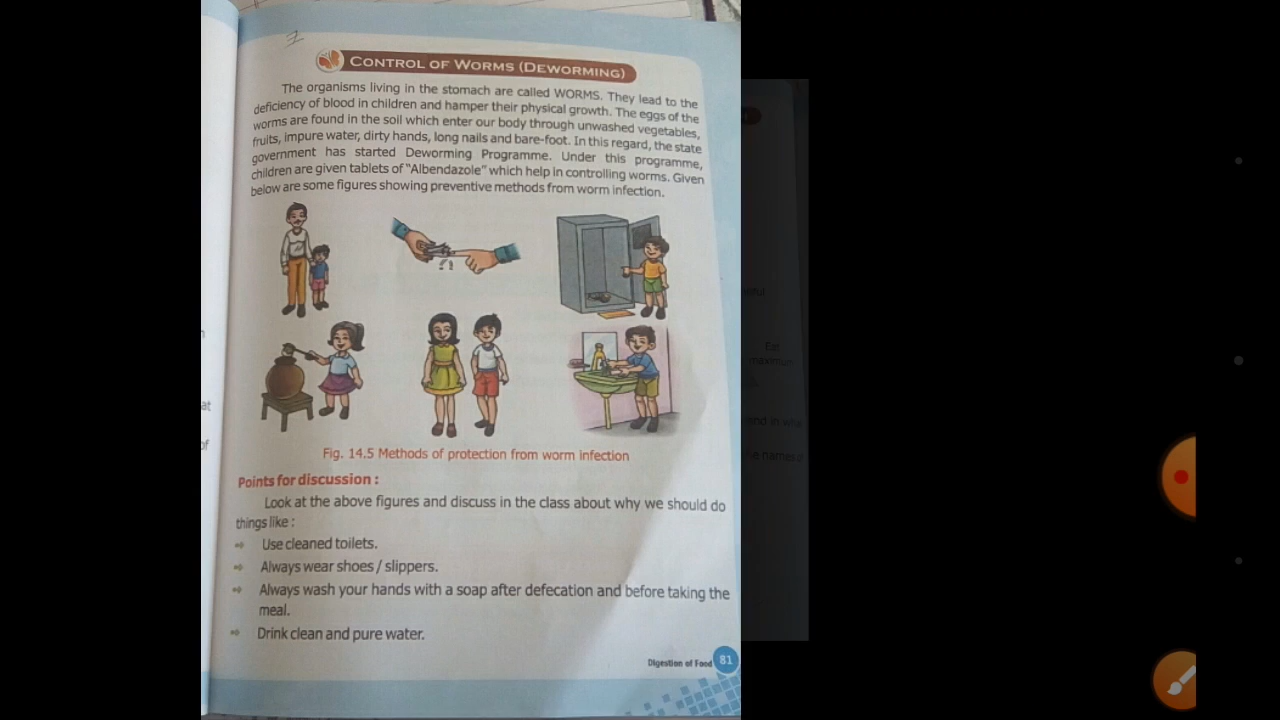 7
CONTROL OF WORMS (DEWORMING)
The organisms living in the stomach are called WORMS. They lead to the
deficiency of blood in children and hamper their physical growth. The eggs of the
worms are found in the soil which enter our body through unwashed vegetables,
fruits, impure water, dirty hands, long nails and bare-foot. In this regard, the state
government has started Deworming Programme. Under this programme,
children are given tablets of "Albendazole" which help in controlling worms. Given
below are some figures showing preventive methods from worm infection.
Fig. 14.5 Methods of protection from worm infection
Points for discussion :
Look at the above figures and discuss in the class about why we should do
things like :
Use cleaned toilets.
Always wear shoes / slippers.
Always wash your hands with a soap after defecation and before taking the
meal.
Drink clean and pure water.
Digestion of Food 81
at
of